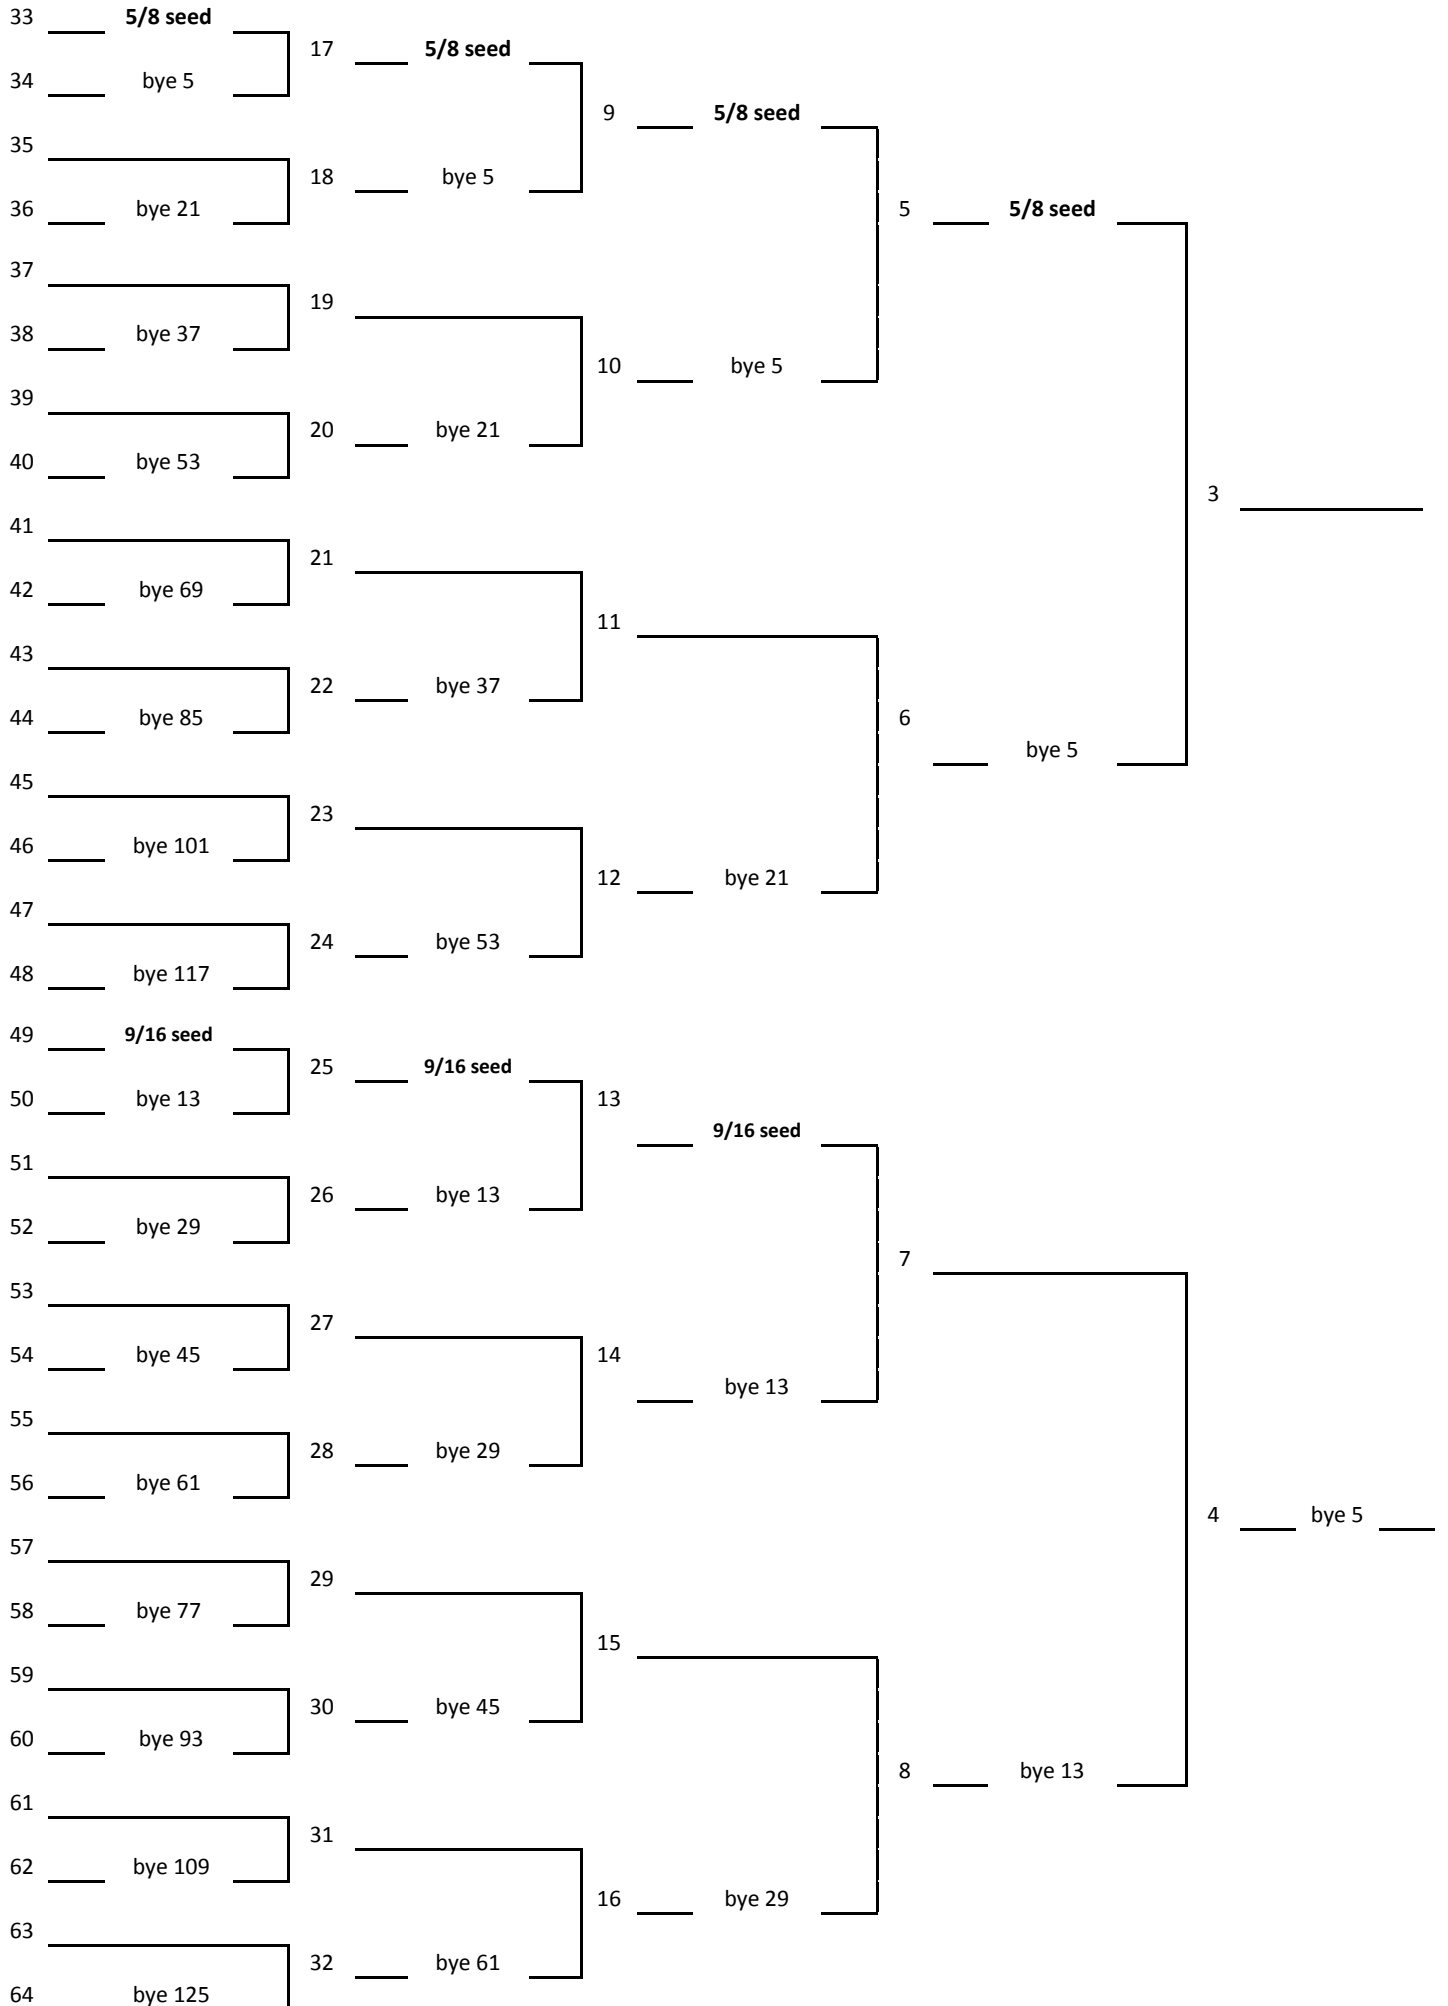 33 5/8 seed
17 5/8 seed
34 bye 5
9 5/8 seed
35
18 bye 5
36 bye 21
5 5/8 seed
37
19
38 bye 37
10 bye 5
39
20 bye 21
40 bye 53
3
41
21
42 bye 69
11
43
22 bye 37
44 bye 85
6 bye 5
45
23
46 bye 101
12 bye 21
47
24 bye 53
48 bye 117
49 9/16 seed
25 9/16 seed
50 bye 13
13 9/16 seed
51
26 bye 13
52 bye 29
7
53
27
54 bye 45
14 bye 13
55
28 bye 29
56 bye 61
4 bye 5
57
29
58 bye 77
15
59
30 bye 45
60 bye 93
8 bye 13
61
31
62 bye 109
16 bye 29
63
32 bye 61
64 bye 125